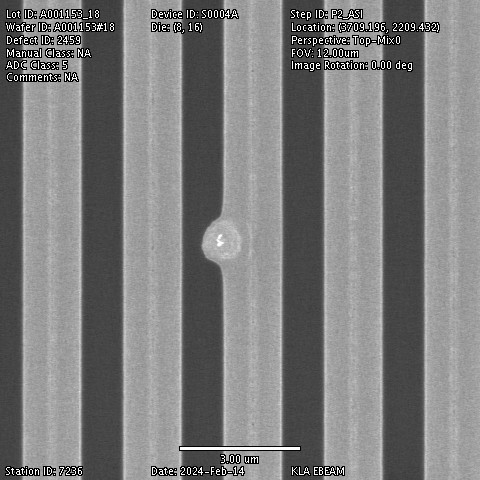 Lot ID: A001153_18
Wafer ID: A001153#18
Defect ID: 2459
Manual Class: NA
ADC Class: 5
Comments: NA
Device ID: S0004A
Die: (8, 16)
Step ID: P2_ASI
Location: (3709.196, 2209.432)
Perspective: Top-Mix0
FOV: 12.00um
Image Rotation: 0.00 deg
3.00 um
Station ID: 7236
Date: 2024-Feb-14
KLA EBEAM